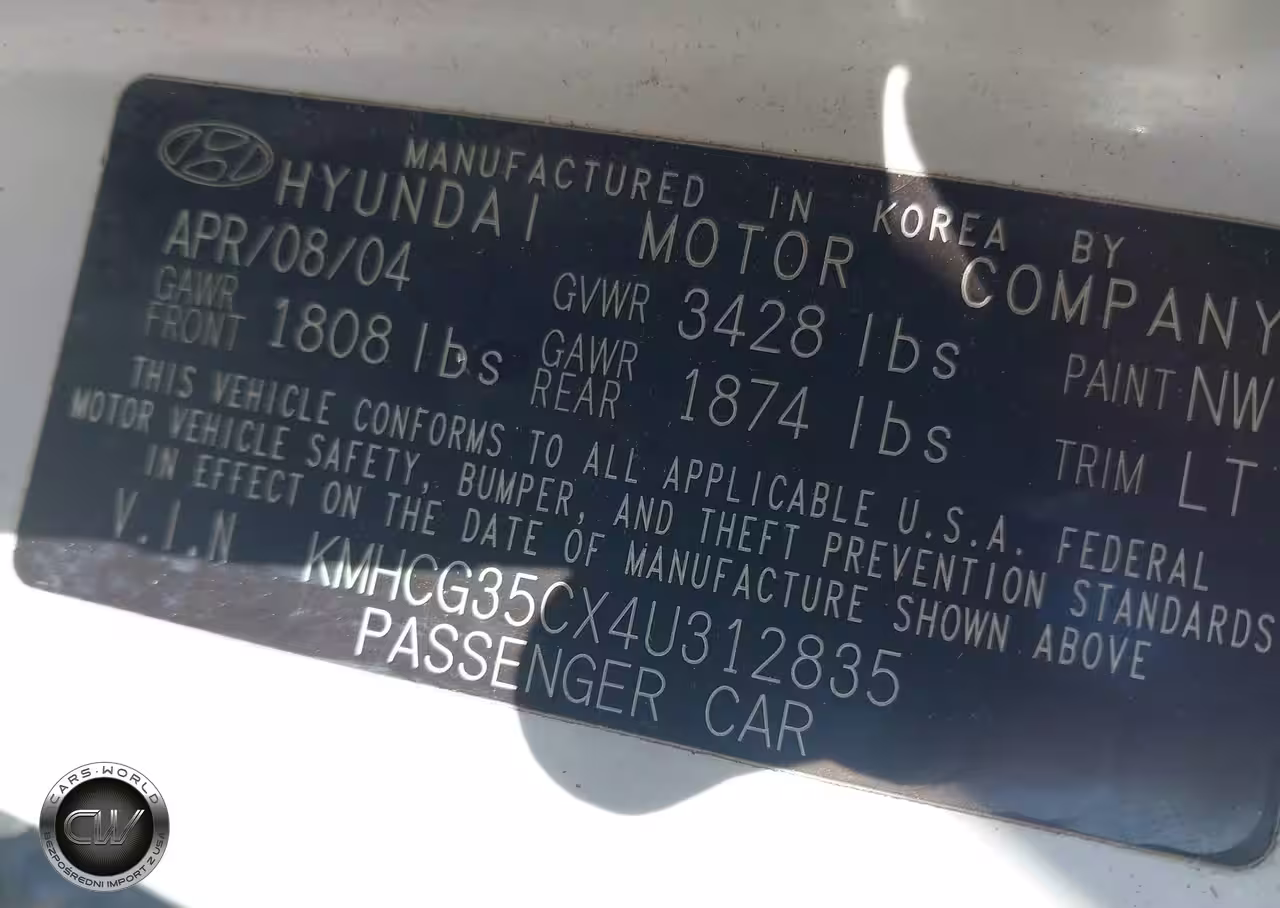 MANUFACTURED IN KOREA BY
HYUNDAI MOTOR COMPANY
APR/08/04 GVWR 3428 lbs PAINT NW
GAWR FRONT 1808 lbs GAWR REAR 1874 lbs TRIM LT
THIS VEHICLE CONFORMS TO ALL APPLICABLE U.S.A. FEDERAL
MOTOR VEHICLE SAFETY, BUMPER, AND THEFT PREVENTION STANDARDS
IN EFFECT ON THE DATE OF MANUFACTURE SHOWN ABOVE
V.I.N KMHCG35CX4U312835
PASSENGER CAR
CARS·WORLD
CW
BEZPOŚREDNI IMPORT Z USA